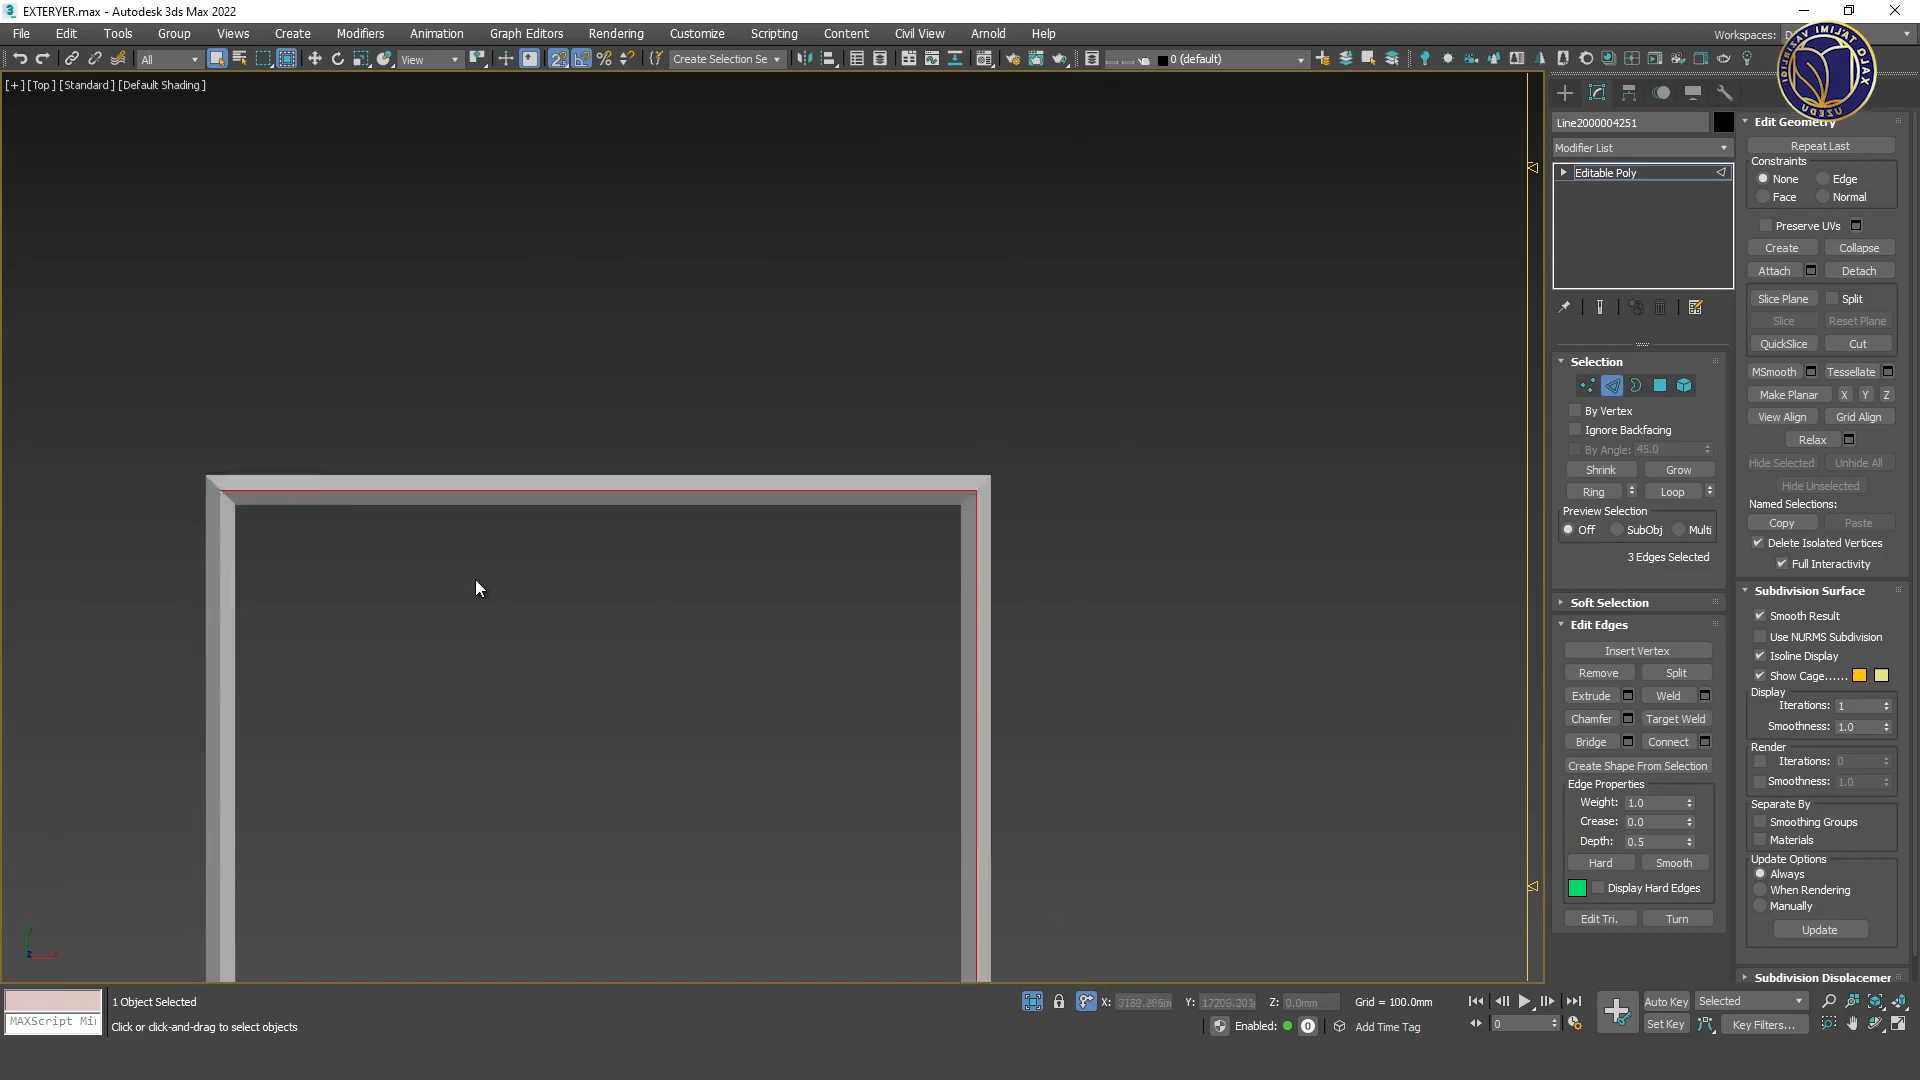 EXTERYER.max - Autodesk 3ds Max 2022
File Edit Tools Group Views Create Modifiers Animation Graph Editors Rendering Customize Scripting Content Civil View Arnold Help
Workspaces:
All View Create Selection Se 0 (default)
[+] [Top] [Standard] [Default Shading]
XALQ TA'LIMI VAZIRLIGI
UZEDU
Line2000004251
Modifier List
Editable Poly
Selection
By Vertex
Ignore Backfacing
By Angle: 45.0
Shrink Grow
Ring Loop
Preview Selection
Off SubObj Multi
3 Edges Selected
Soft Selection
Edit Edges
Insert Vertex
Remove Split
Extrude Weld
Chamfer Target Weld
Bridge Connect
Create Shape From Selection
Edge Properties
Weight: 1.0
Crease: 0.0
Depth: 0.5
Hard Smooth
Display Hard Edges
Edit Tri. Turn
Edit Geometry
Repeat Last
Constraints
None Edge
Face Normal
Preserve UVs
Create Collapse
Attach Detach
Slice Plane Split
Slice Reset Plane
QuickSlice Cut
MSmooth Tessellate
Make Planar X Y Z
View Align Grid Align
Relax
Hide Selected Unhide All
Hide Unselected
Named Selections:
Copy Paste
Delete Isolated Vertices
Full Interactivity
Subdivision Surface
Smooth Result
Use NURMS Subdivision
Isoline Display
Show Cage......
Display
Iterations: 1
Smoothness: 1.0
Render
Iterations: 0
Smoothness: 1.0
Separate By
Smoothing Groups
Materials
Update Options
Always
When Rendering
Manually
Update
Subdivision Displacemer
y
x
z
MAXScript Mi
1 Object Selected
Click or click-and-drag to select objects
X: Y: Z: 0.0mm Grid = 100.0mm
Enabled: 0 Add Time Tag
0
Auto Key Selected
Set Key Key Filters...